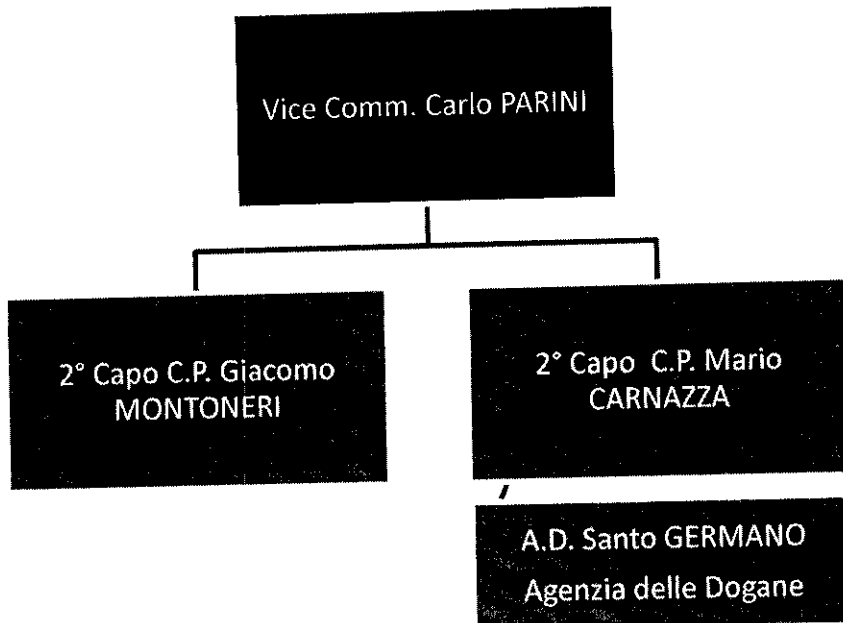 Vice Comm. Carlo PARINI
2° Capo C.P. Giacomo
MONTONERI
2° Capo C.P. Mario
CARNAZZA
A.D. Santo GERMANO
Agenzia delle Dogane